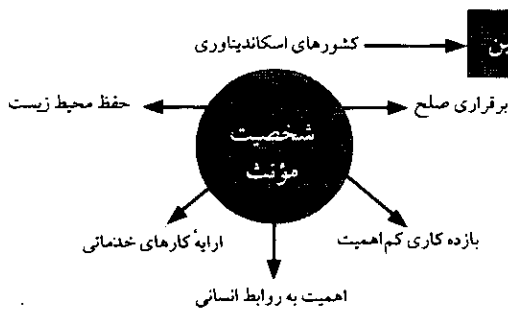 کشورهای اسکاندیناوری
برقراری صلح
حفظ محیط زیست
شخصیت
مؤنث
بازده کاری کم‌اهمیت
ارایهٔ کارهای خدماتی
اهمیت به روابط انسانی